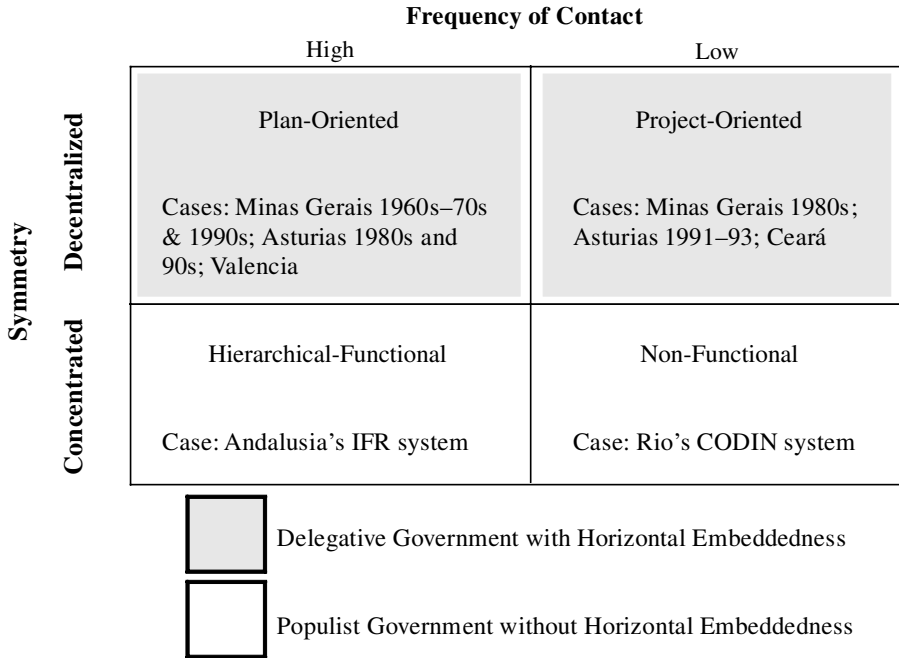 Frequency of Contact
High
Low
Symmetry
Decentralized
Plan-Oriented
Cases: Minas Gerais 1960s–70s
& 1990s; Asturias 1980s and
90s; Valencia
Project-Oriented
Cases: Minas Gerais 1980s;
Asturias 1991–93; Ceará
Concentrated
Hierarchical-Functional
Case: Andalusia’s IFR system
Non-Functional
Case: Rio’s CODIN system
Delegative Government with Horizontal Embeddedness
Populist Government without Horizontal Embeddedness